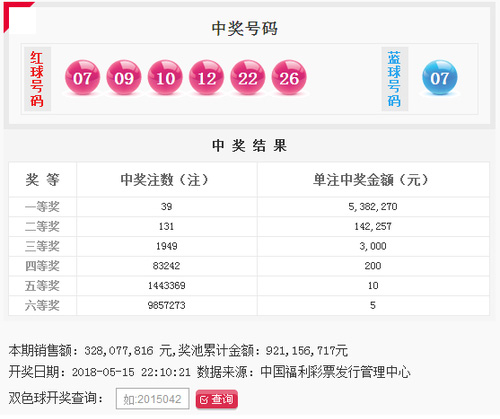 中奖号码
红球号码 07 09 10 12 22 26 蓝球号码 07
中 奖 结 果
奖 等 中奖注数（注） 单注中奖金额（元）
一等奖 39 5,382,270
二等奖 131 142,257
三等奖 1949 3,000
四等奖 83242 200
五等奖 1443369 10
六等奖 9857273 5
本期销售额：328,077,816 元,奖池累计金额：921,156,717元
开奖日期：2018-05-15 22:10:21 数据来源：中国福利彩票发行管理中心
双色球开奖查询： 如:2015042 查询